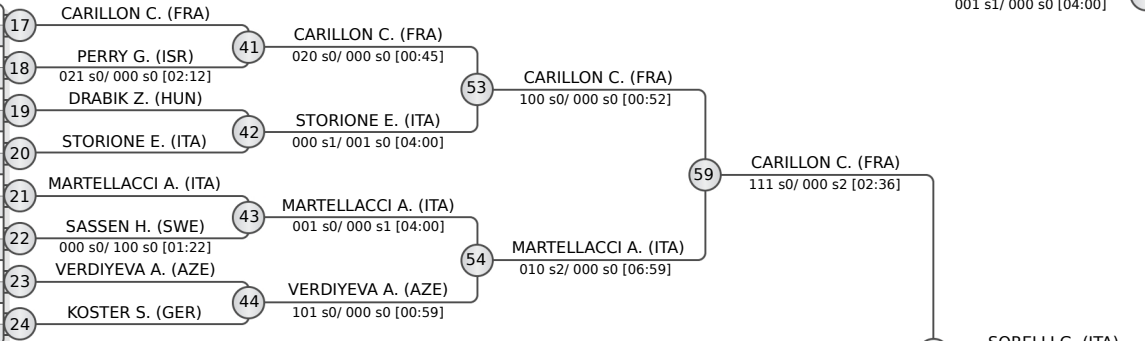 001 s1/ 000 s0 [04:00]
17
CARILLON C. (FRA)
18
PERRY G. (ISR)
021 s0/ 000 s0 [02:12]
41
CARILLON C. (FRA)
020 s0/ 000 s0 [00:45]
19
DRABIK Z. (HUN)
20
STORIONE E. (ITA)
42
STORIONE E. (ITA)
000 s1/ 001 s0 [04:00]
53
CARILLON C. (FRA)
100 s0/ 000 s0 [00:52]
21
MARTELLACCI A. (ITA)
22
SASSEN H. (SWE)
000 s0/ 100 s0 [01:22]
43
MARTELLACCI A. (ITA)
001 s0/ 000 s1 [04:00]
23
VERDIYEVA A. (AZE)
24
KOSTER S. (GER)
44
VERDIYEVA A. (AZE)
101 s0/ 000 s0 [00:59]
54
MARTELLACCI A. (ITA)
010 s2/ 000 s0 [06:59]
59
CARILLON C. (FRA)
111 s0/ 000 s2 [02:36]